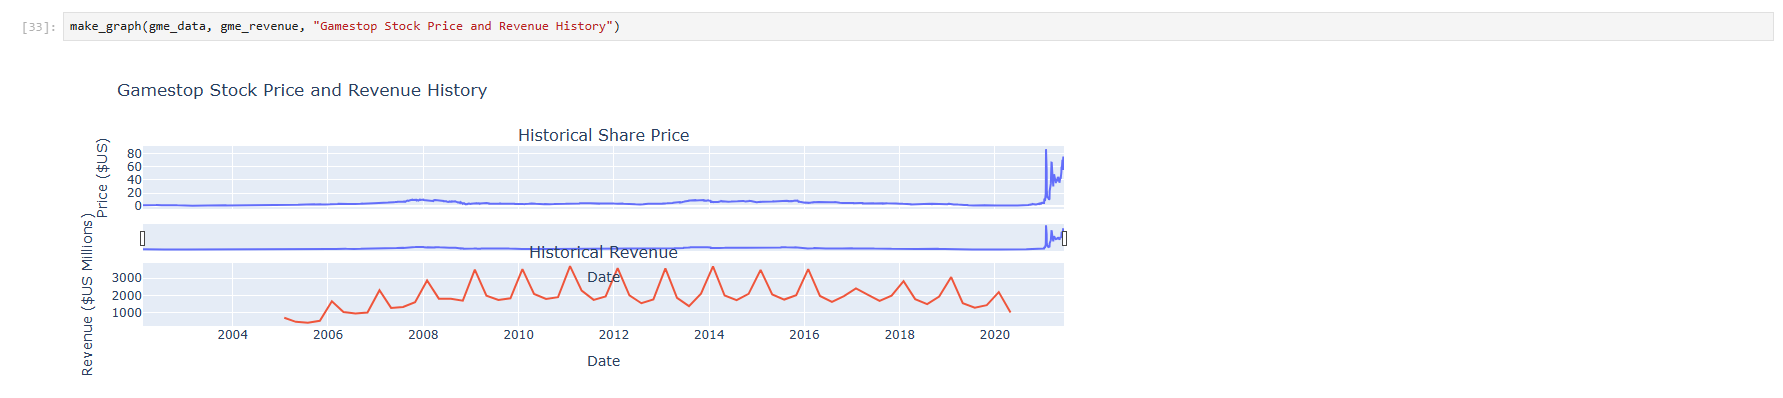 [33]: make_graph(gme_data, gme_revenue, "Gamestop Stock Price and Revenue History")
Gamestop Stock Price and Revenue History
Historical Share Price
Price ($US)
80
60
40
20
0
Historical Revenue
Date
Revenue ($US Millions)
3000
2000
1000
2004 2006 2008 2010 2012 2014 2016 2018 2020
Date